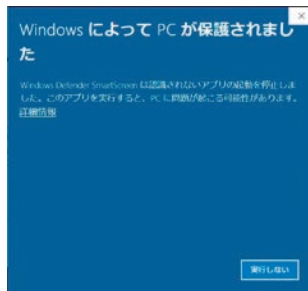 Windows によって PC が保護されまし
た
Windows Defender SmartScreen は認識されないアプリの起動を停止しま
した。このアプリを実行すると、PC に問題が起こる可能性があります。
詳細情報
実行しない